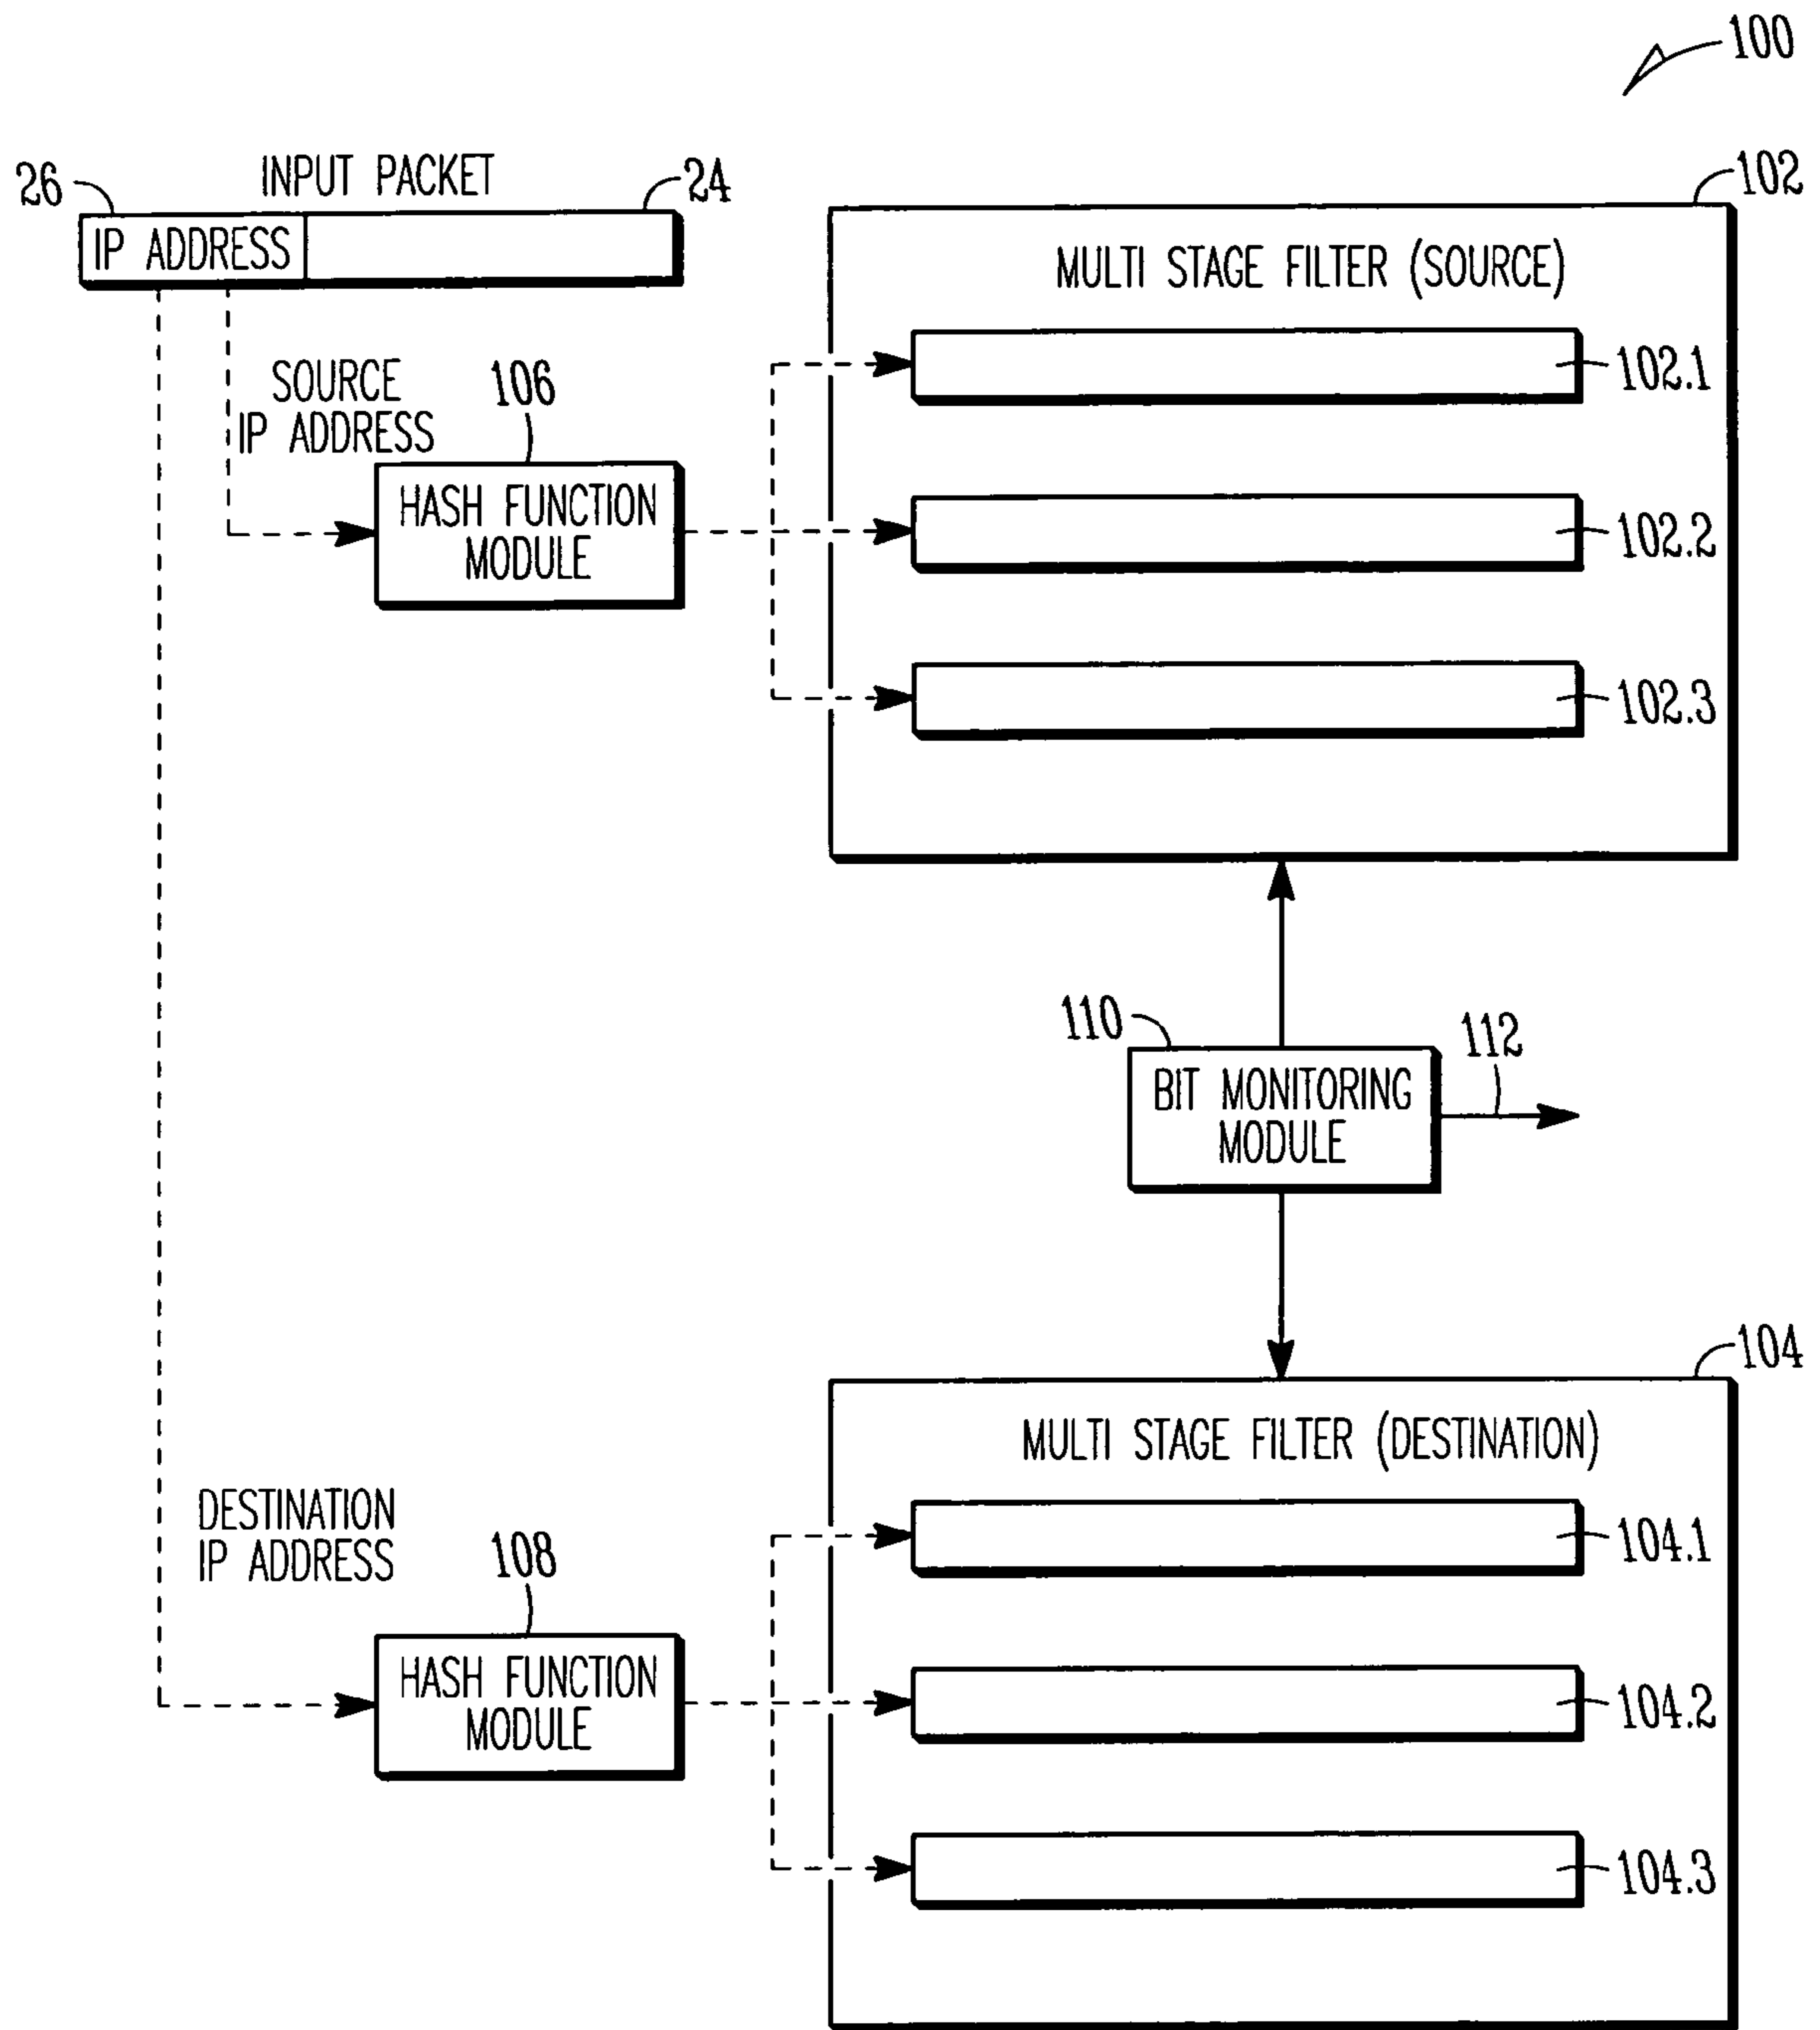 100
26
INPUT PACKET
24
102
IP ADDRESS
MULTI STAGE FILTER (SOURCE)
SOURCE
IP ADDRESS
106
102.1
HASH FUNCTION
MODULE
102.2
102.3
110
112
BIT MONITORING
MODULE
104
MULTI STAGE FILTER (DESTINATION)
DESTINATION
IP ADDRESS
108
104.1
HASH FUNCTION
MODULE
104.2
104.3